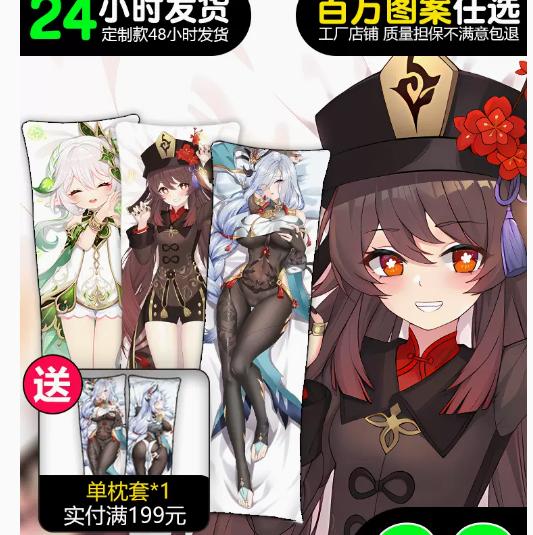 24小时发货
定制款48小时发货
百万图案任选
工厂店铺 质量担保不满意包退
送
单枕套*1
实付满199元